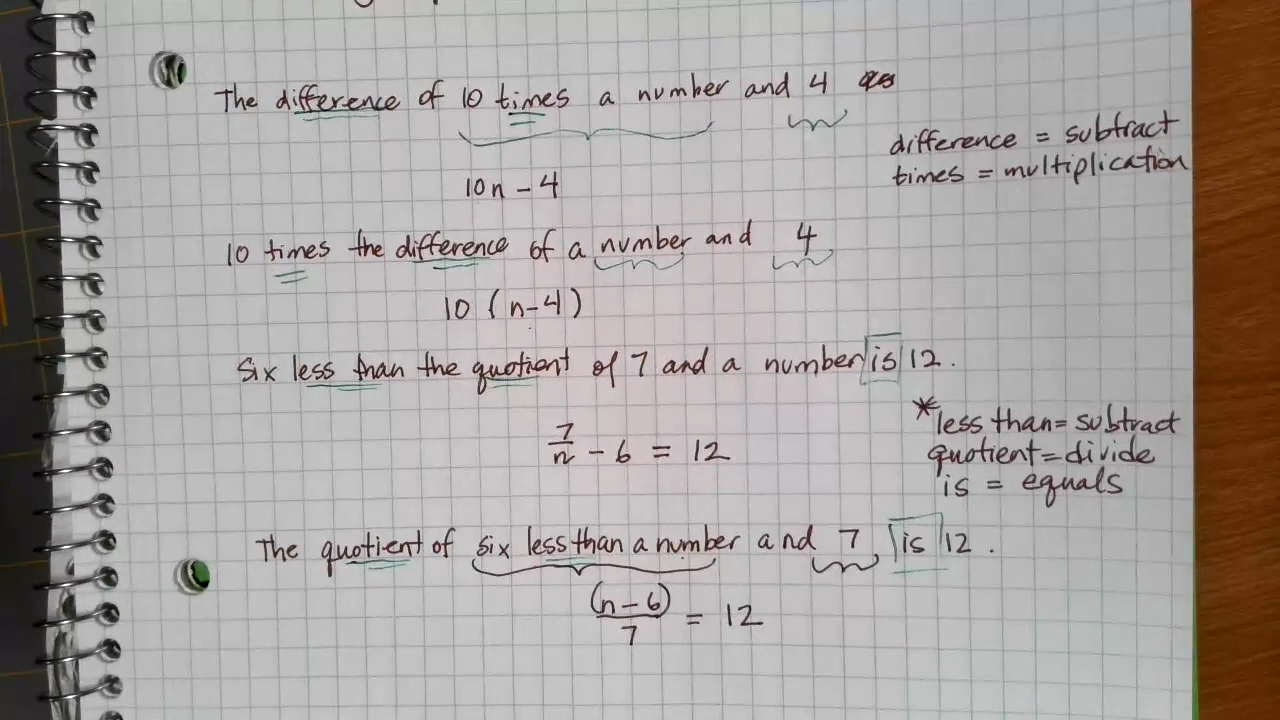 The difference of 10 times a number and 4
difference = subtract
times = multiplication
10n - 4
10 times the difference of a number and 4
10 (n-4)
Six less than the quotient of 7 and a number is 12.
*less than = subtract
quotient = divide
is = equals
7/n - 6 = 12
The quotient of six less than a number and 7, is 12.
(n-6)/7 = 12